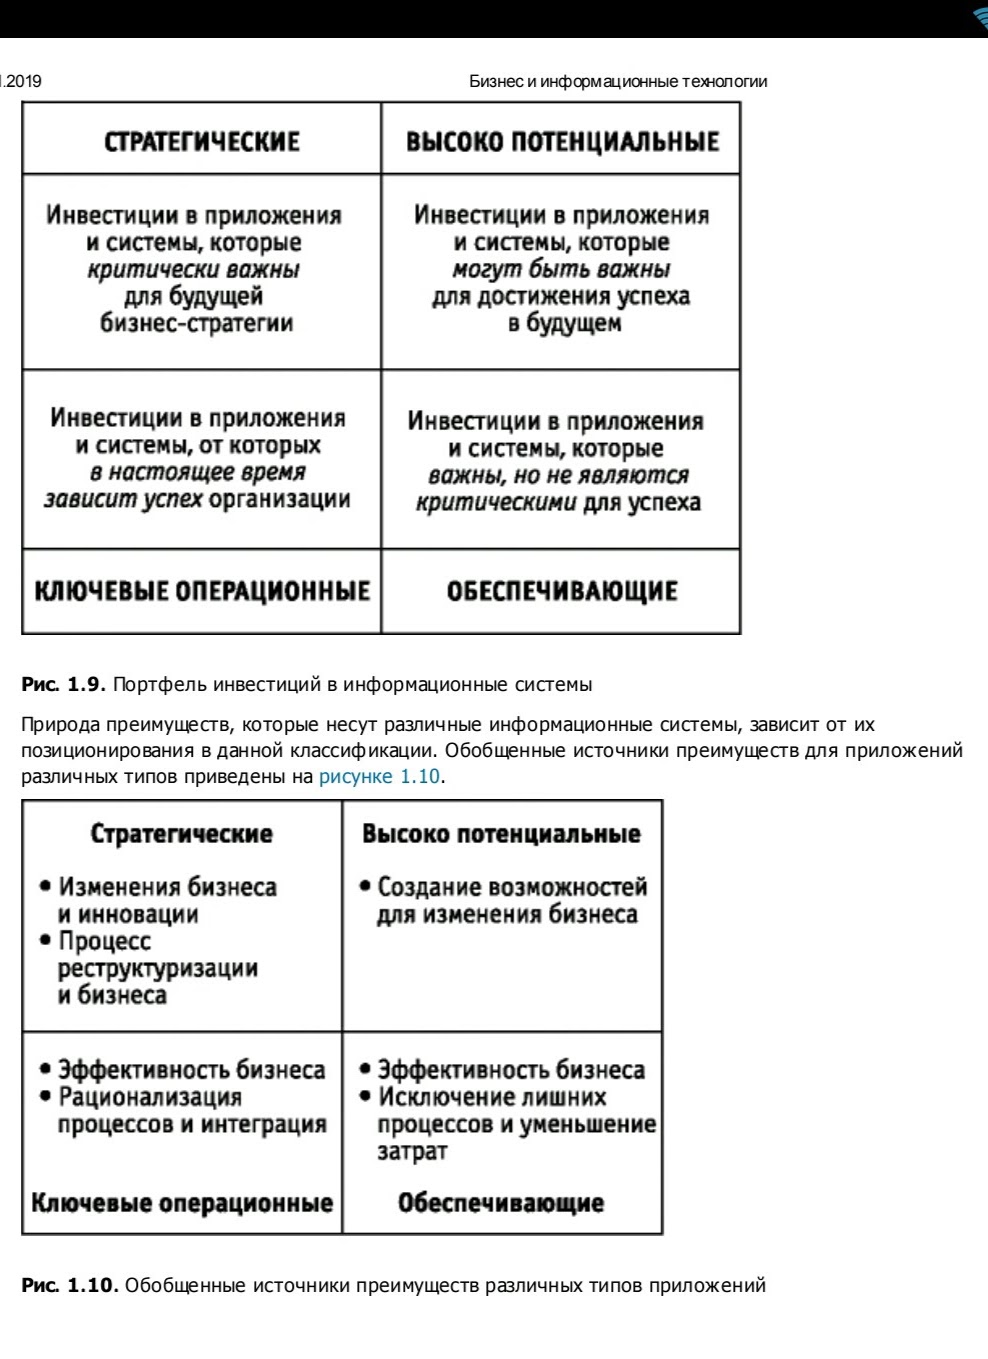 1.2019
Бизнес и информационные технологии
СТРАТЕГИЧЕСКИЕ
ВЫСОКО ПОТЕНЦИАЛЬНЫЕ
Инвестиции в приложения
и системы, которые
критически важны
для будущей
бизнес-стратегии
Инвестиции в приложения
и системы, которые
могут быть важны
для достижения успеха
в будущем
Инвестиции в приложения
и системы, от которых
в настоящее время
зависит успех организации
Инвестиции в приложения
и системы, которые
важны, но не являются
критическими для успеха
КЛЮЧЕВЫЕ ОПЕРАЦИОННЫЕ
ОБЕСПЕЧИВАЮЩИЕ
Рис. 1.9. Портфель инвестиций в информационные системы
Природа преимуществ, которые несут различные информационные системы, зависит от их
позиционирования в данной классификации. Обобщенные источники преимуществ для приложений
различных типов приведены на рисунке 1.10.
Стратегические
• Изменения бизнеса
и инновации
• Процесс
реструктуризации
и бизнеса
Высоко потенциальные
• Создание возможностей
для изменения бизнеса
• Эффективность бизнеса
• Рационализация
процессов и интеграция
Ключевые операционные
• Эффективность бизнеса
• Исключение лишних
процессов и уменьшение
затрат
Обеспечивающие
Рис. 1.10. Обобщенные источники преимуществ различных типов приложений